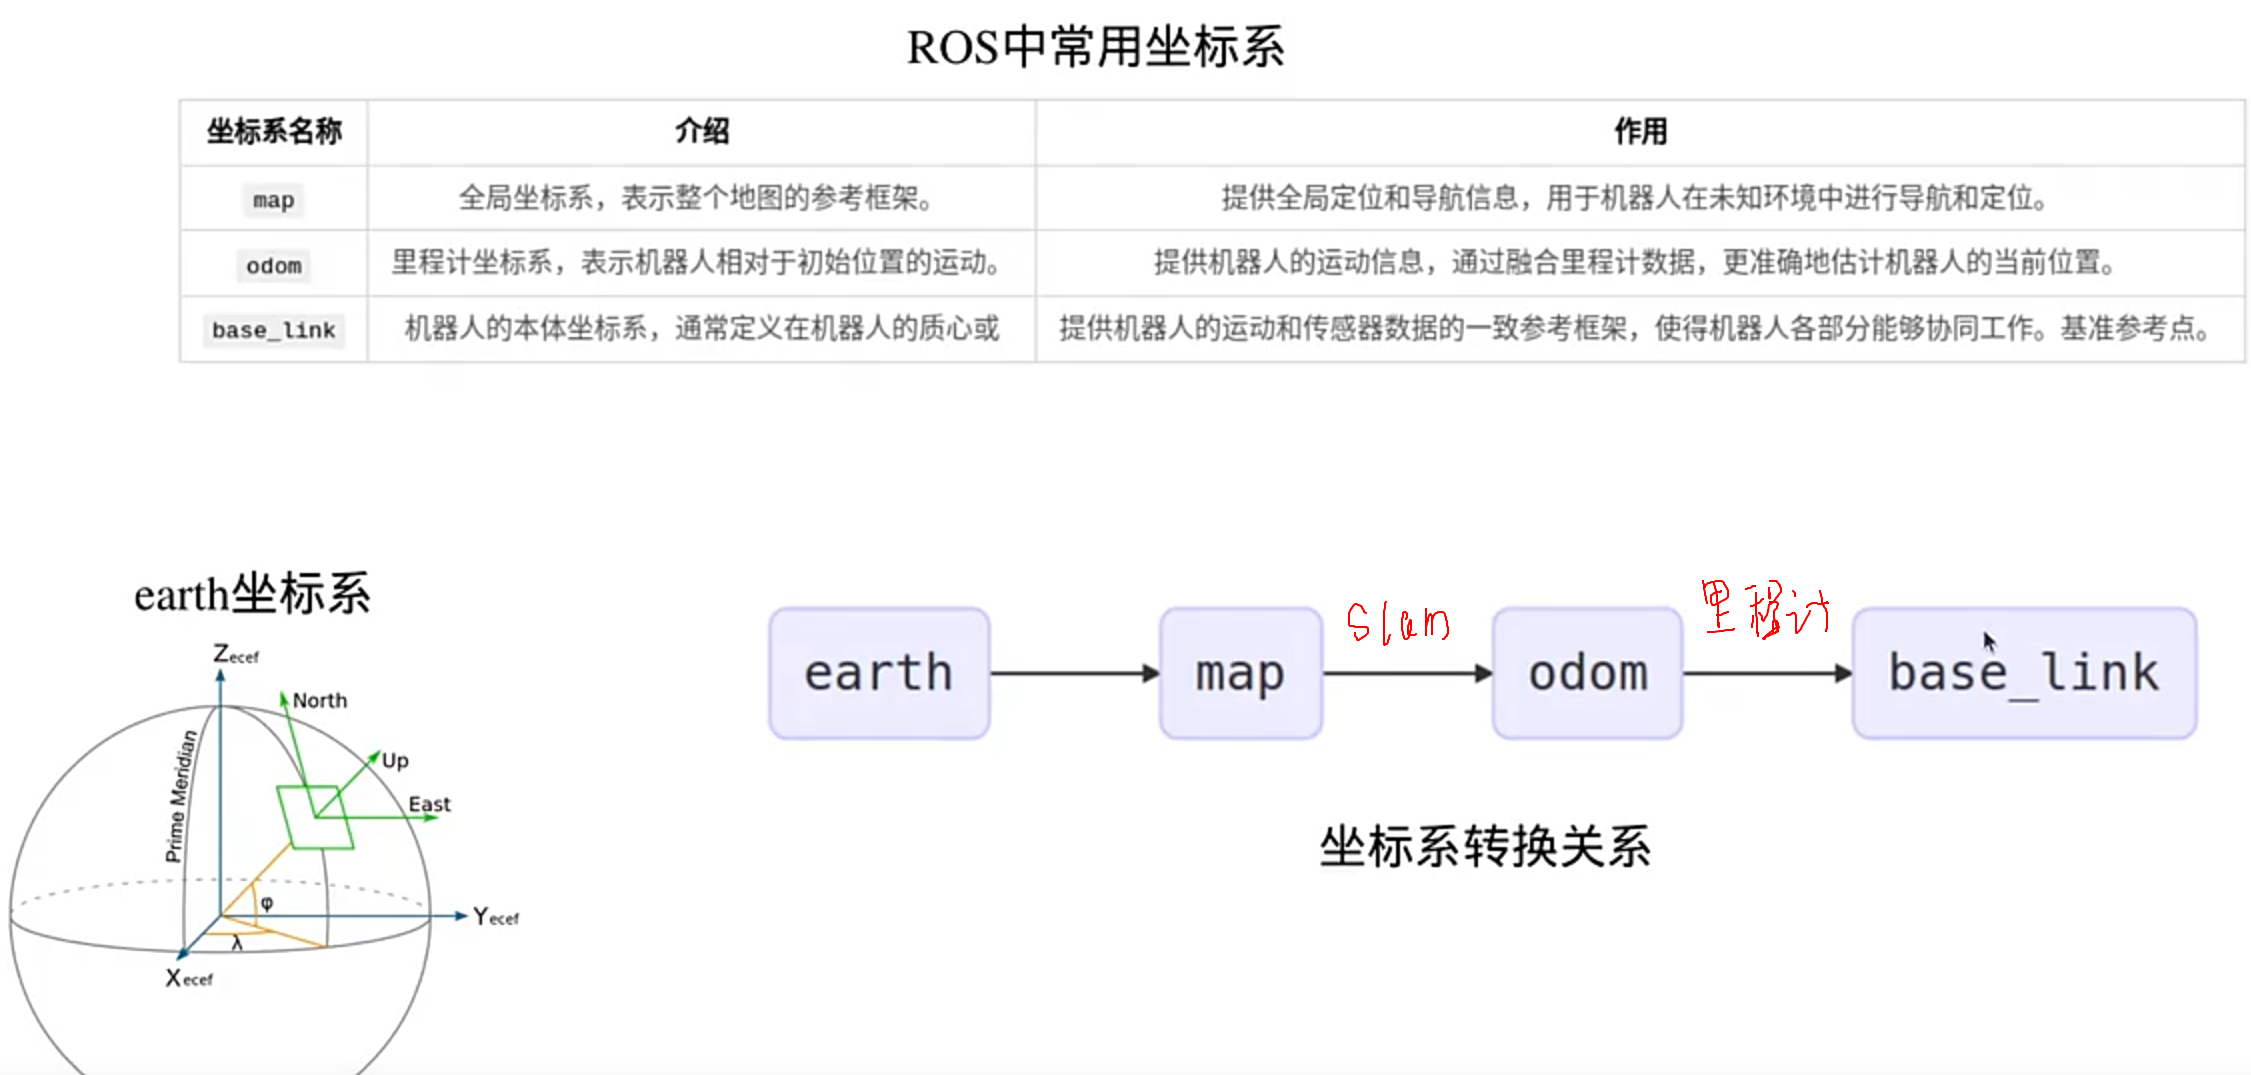 ROS中常用坐标系
坐标系名称 介绍 作用
map 全局坐标系，表示整个地图的参考框架。 提供全局定位和导航信息，用于机器人在未知环境中进行导航和定位。
odom 里程计坐标系，表示机器人相对于初始位置的运动。 提供机器人的运动信息，通过融合里程计数据，更准确地估计机器人的当前位置。
base_link 机器人的本体坐标系，通常定义在机器人的质心或 提供机器人的运动和传感器数据的一致参考框架，使得机器人各部分能够协同工作。基准参考点。
earth坐标系
Zecef
North
Up
East
Prime Meridian
φ
λ
Yecef
Xecef
Slam 里程计
earth map odom base_link
坐标系转换关系